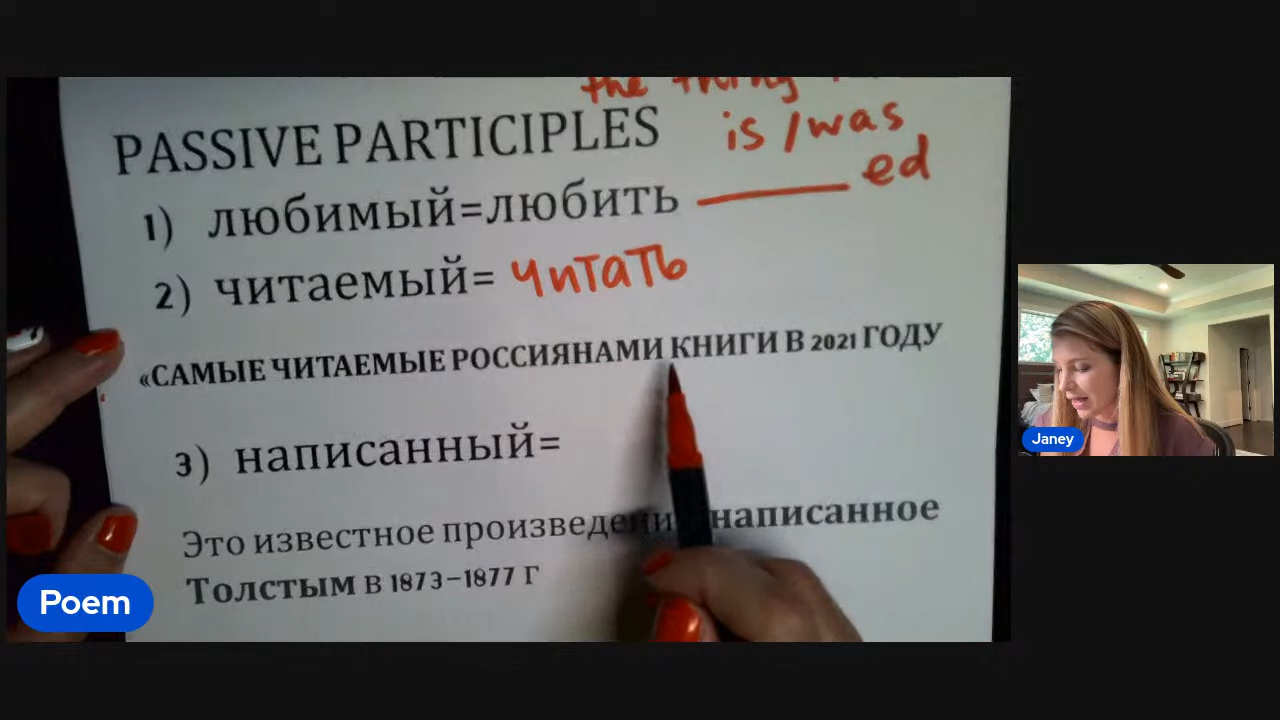 the thing
is / was
PASSIVE PARTICIPLES
ed
1) любимый=любить
2) читаемый= читать
«САМЫЕ ЧИТАЕМЫЕ РОССИЯНАМИ КНИГИ В 2021 ГОДУ
3) написанный=
Это известное написанное
Толстым в 1873–1877 г
Poem
Janey